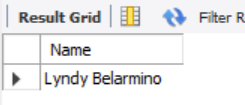 Result Grid Filter R
Name
Lyndy Belarmino